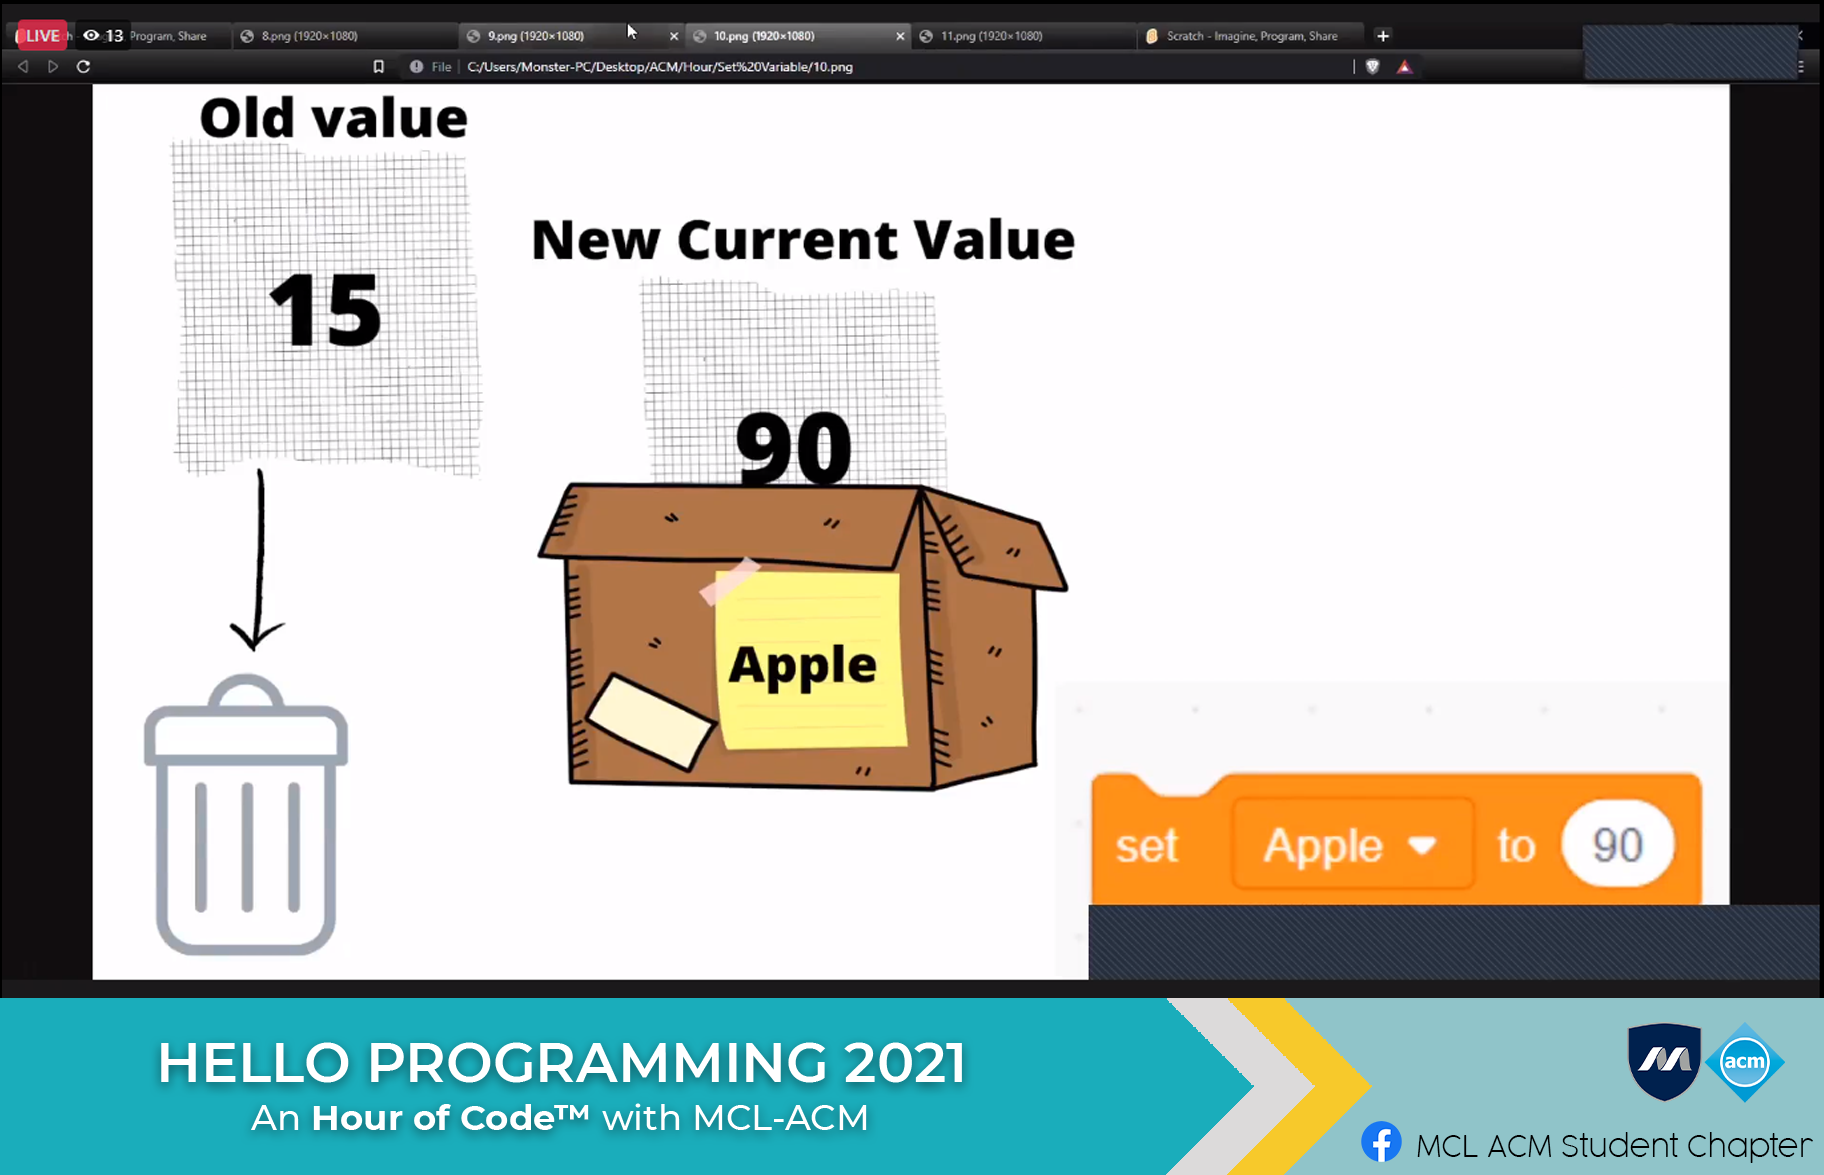 LIVE 13
h - Program, Share
8.png (1920×1080)
9.png (1920×1080)
10.png (1920×1080)
11.png (1920×1080)
Scratch - Imagine, Program, Share
File C:/Users/Monster-PC/Desktop/ACM/Hour/Set%20Variable/10.png
Old value
15
New Current Value
90
Apple
set Apple to 90
HELLO PROGRAMMING 2021
An Hour of Code™ with MCL-ACM
M
acm
MCL ACM Student Chapter